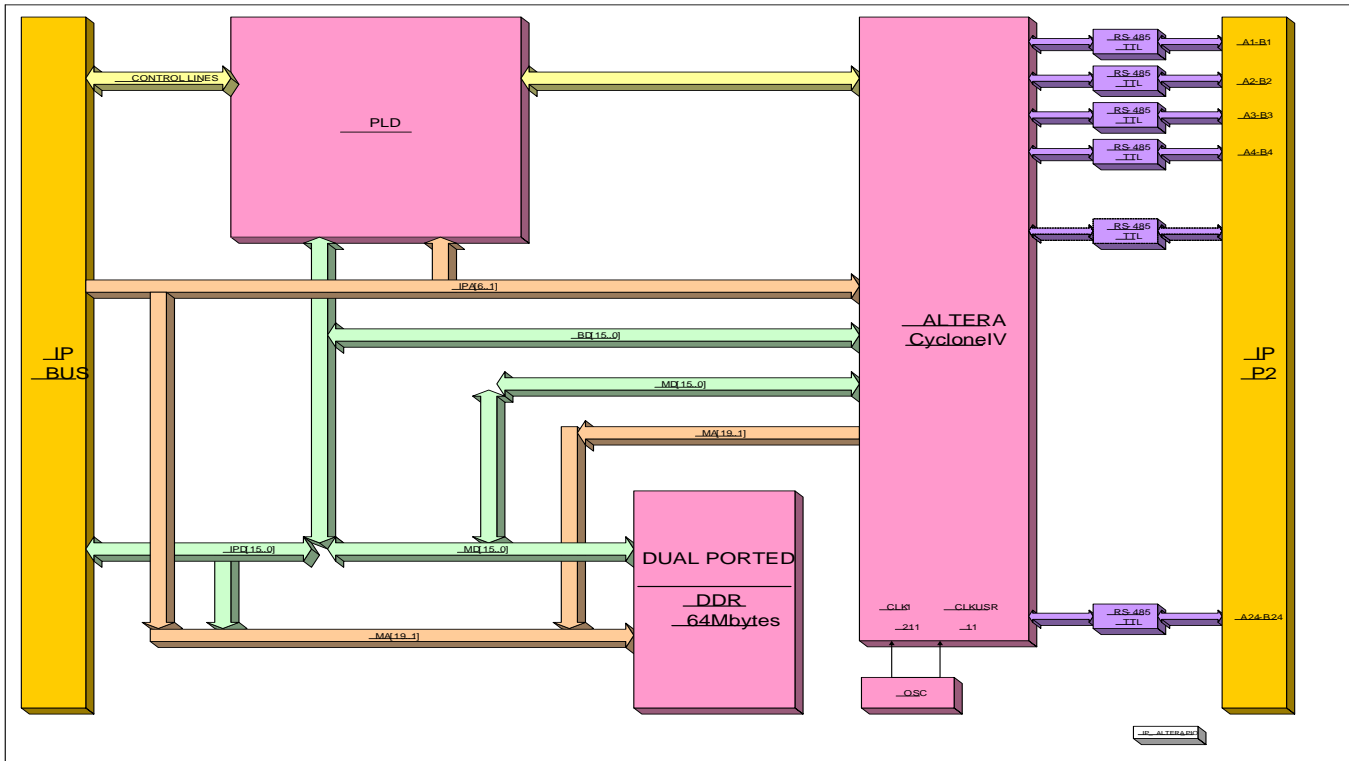 CONTROL LINES
PLD
RS-485
TTL
A1-B1
RS-485
TTL
A2-B2
RS-485
TTL
A3-B3
RS-485
TTL
A4-B4
RS-485
TTL
IPA[6..1]
ALTERA
CycloneIV
BD[15..0]
IP
BUS
IP
P2
MD[15..0]
MA[19..1]
IPD[15..0]
MD[15..0]
DUAL PORTED
DDR
64Mbytes
CLK1
211
CLKUSR
11
RS-485
TTL
A24-B24
MA[19..1]
OSC
IP_ALTERAPIO